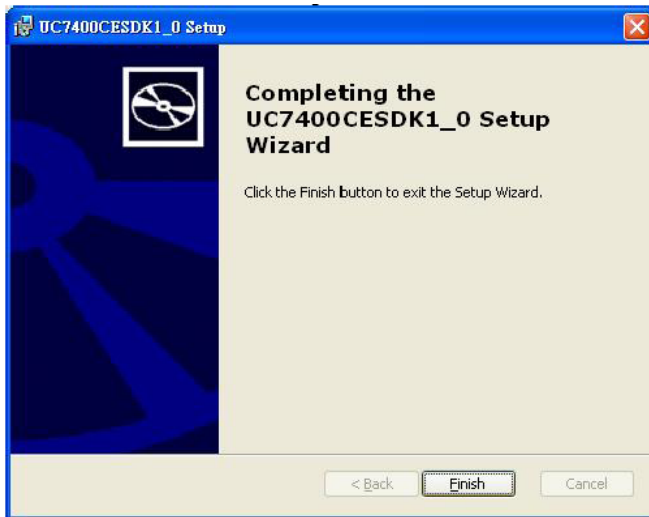 UC7400CESDK1_0 Setup
Completing the
UC7400CESDK1_0 Setup
Wizard
Click the Finish button to exit the Setup Wizard.
< Back
Finish
Cancel